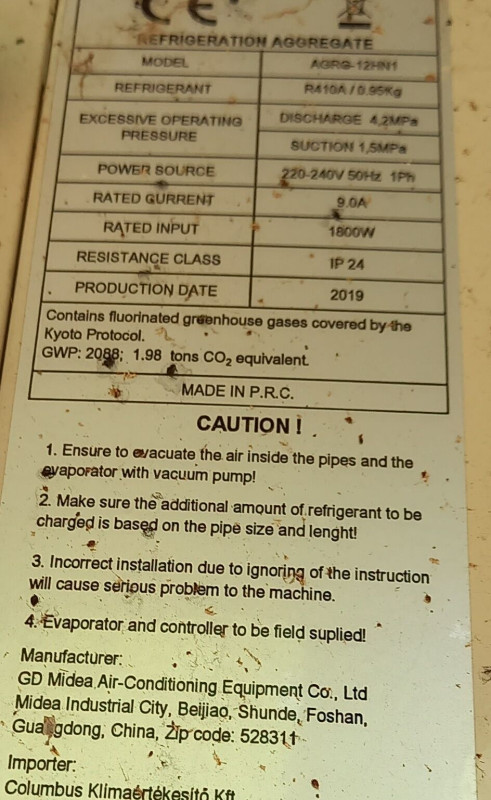 CE
REFRIGERATION AGGREGATE
MODEL AGRG-12HN1
REFRIGERANT R410A / 0.95Kg
EXCESSIVE OPERATING
PRESSURE
DISCHARGE 4,2MPa
SUCTION 1,5MPa
POWER SOURCE 220-240V 50Hz 1Ph
RATED GURRENT 9.0A
RATED INPUT 1800W
RESISTANCE CLASS IP 24
PRODUCTION DATE 2019
Contains fluorinated greenhouse gases covered by the
Kyoto Protocol.
GWP: 2088; 1.98 tons CO₂ equivalent.
MADE IN P.R.C.
CAUTION !
1. Ensure to evacuate the air inside the pipes and the
evaporator with vacuum pump!
2. Make sure the additional amount of refrigerant to be
charged is based on the pipe size and lenght!
3. Incorrect installation due to ignoring of the instruction
will cause serious problem to the machine.
4. Evaporator and controller to be field suplied!
Manufacturer:
GD Midea Air-Conditioning Equipment Co., Ltd
Midea Industrial City, Beijiao, Shunde, Foshan,
Guangdong, China, Zip code: 528311
Importer:
Columbus Klímaértékesítő Kft